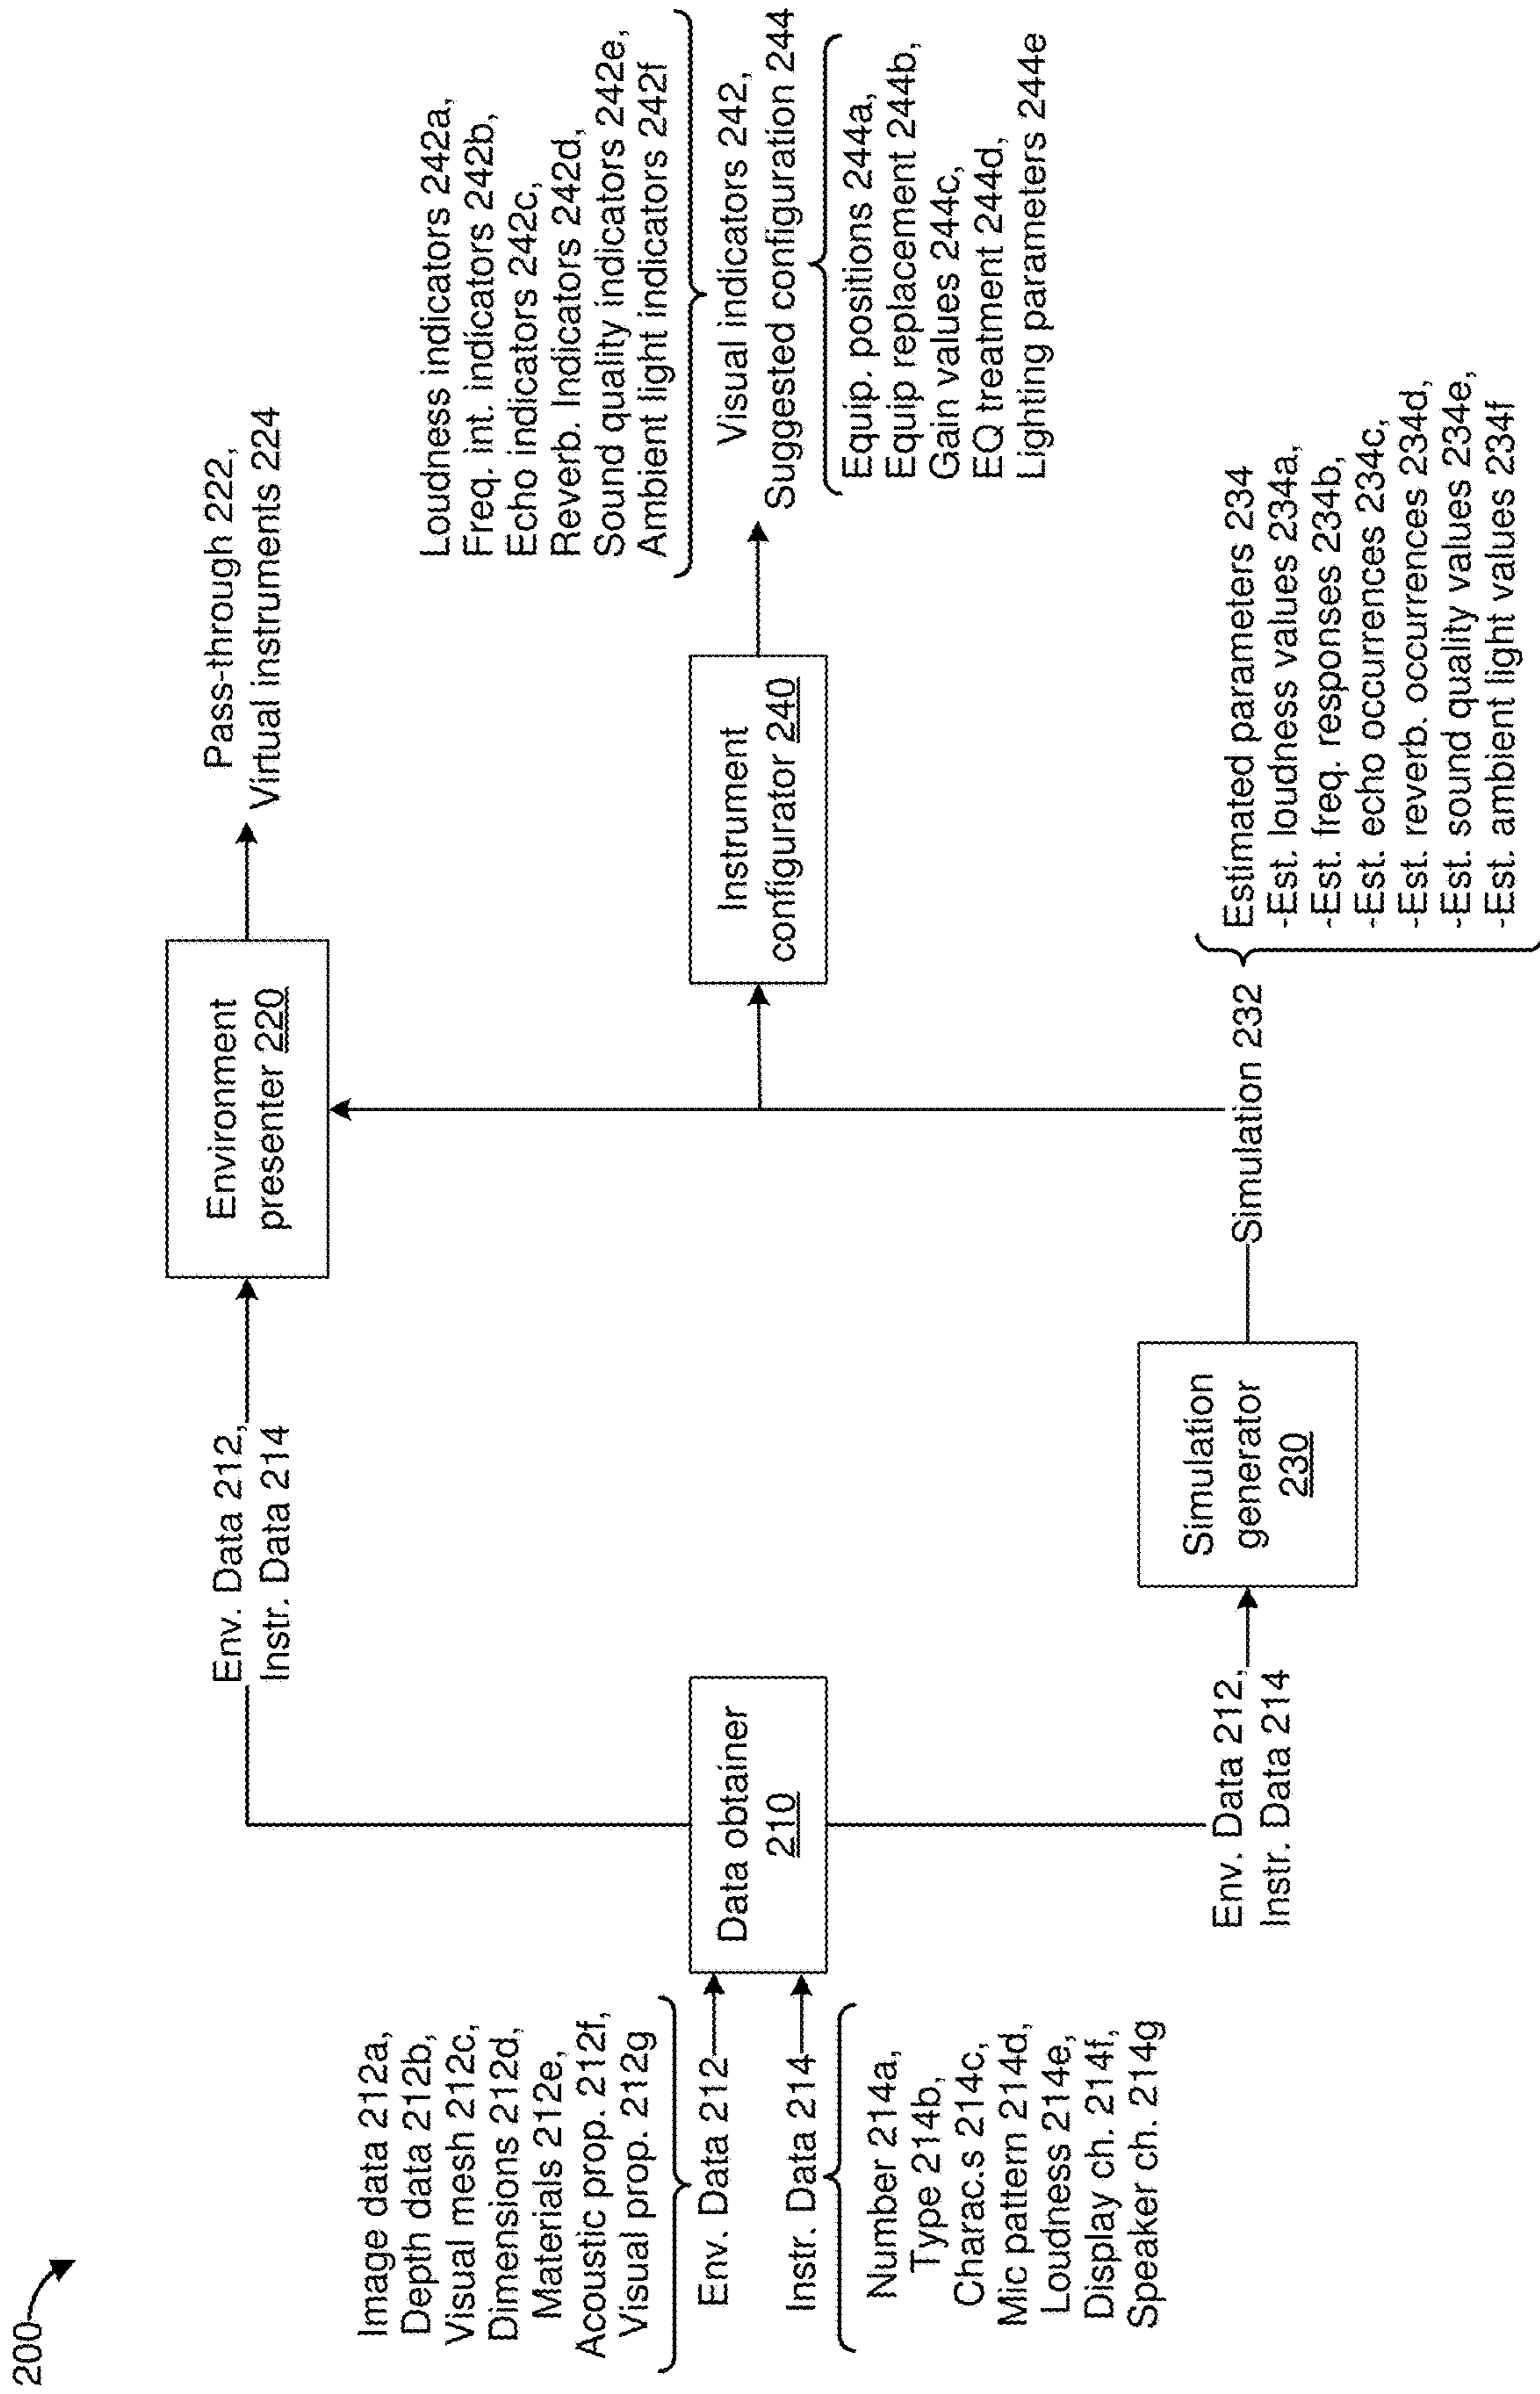 200
Image data 212a,
Depth data 212b,
Visual mesh 212c,
Dimensions 212d,
Materials 212e,
Acoustic prop. 212f,
Visual prop. 212g
Env. Data 212
Instr. Data 214
Number 214a,
Type 214b,
Charac.s 214c,
Mic pattern 214d,
Loudness 214e,
Display ch. 214f,
Speaker ch. 214g
Data obtainer
210
Env. Data 212,
Instr. Data 214
Env. Data 212,
Instr. Data 214
Environment
presenter 220
Pass-through 222,
Virtual instruments 224
Simulation
generator
230
Simulation 232
Estimated parameters 234
-Est. loudness values 234a,
-Est. freq. responses 234b,
-Est. echo occurrences 234c,
-Est. reverb. occurrences 234d,
-Est. sound quality values 234e,
-Est. ambient light values 234f
Instrument
configurator 240
Loudness indicators 242a,
Freq. int. indicators 242b,
Echo indicators 242c,
Reverb. Indicators 242d,
Sound quality indicators 242e,
Ambient light indicators 242f
Visual indicators 242,
Suggested configuration 244
Equip. positions 244a,
Equip replacement 244b,
Gain values 244c,
EQ treatment 244d,
Lighting parameters 244e